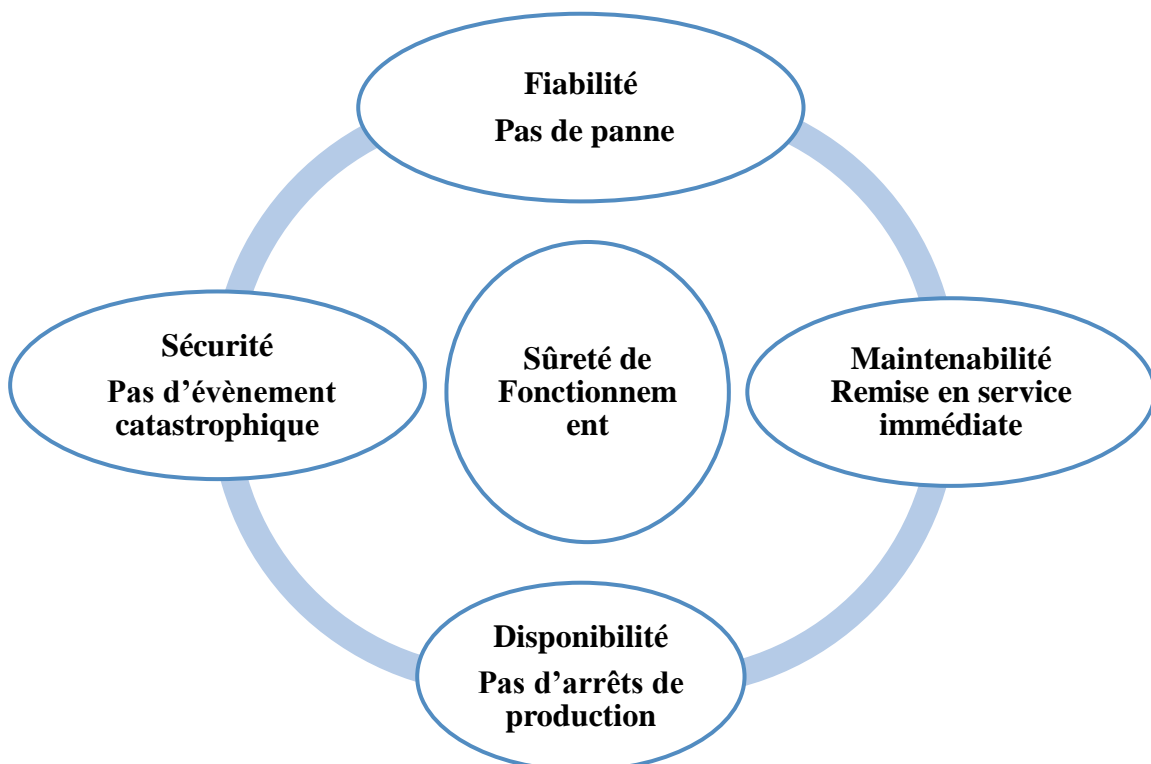 Fiabilité
Pas de panne
Sécurité
Pas d’évènement
catastrophique
Sûreté de
Fonctionnem
ent
Maintenabilité
Remise en service
immédiate
Disponibilité
Pas d’arrêts de
production